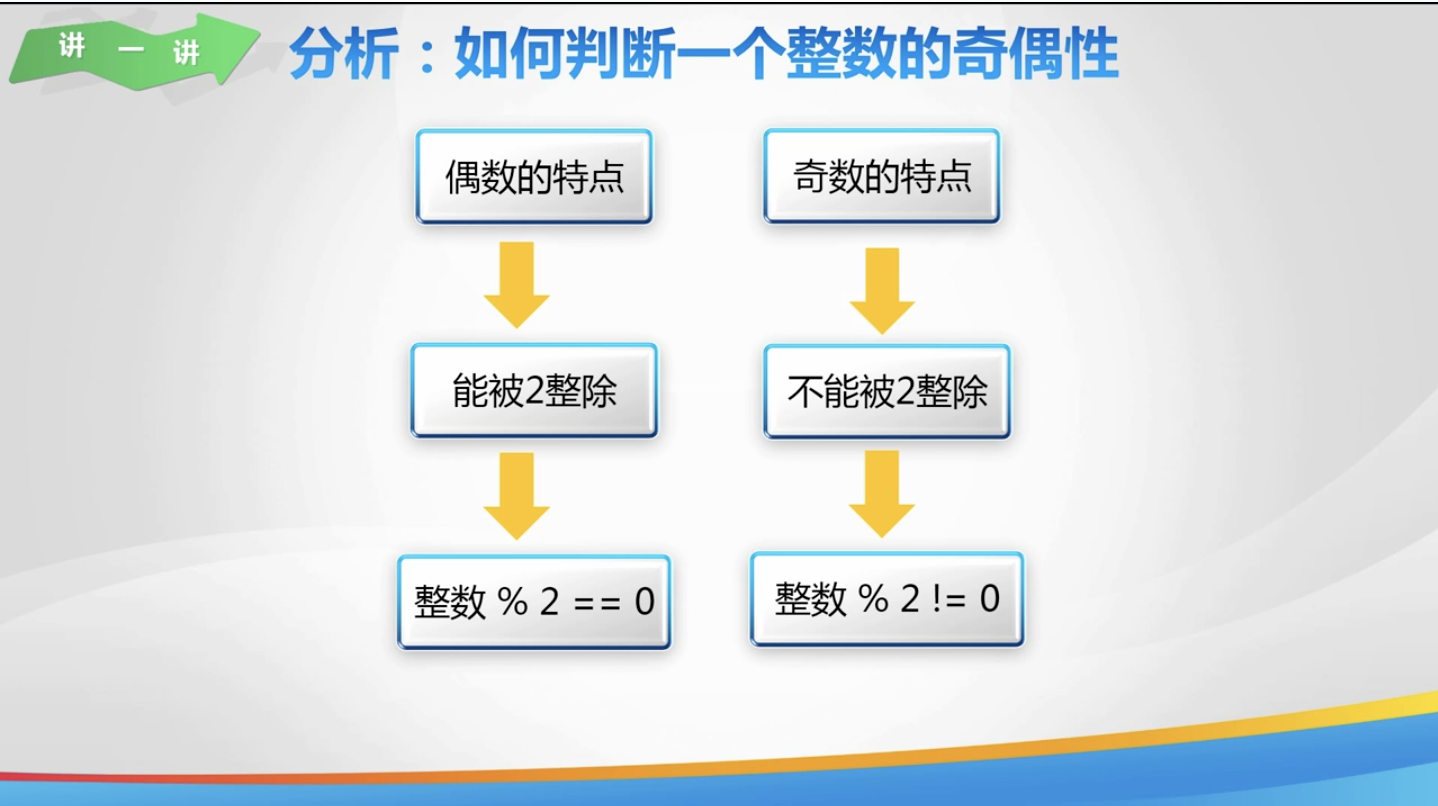 讲一讲
分析：如何判断一个整数的奇偶性
偶数的特点
奇数的特点
能被2整除
不能被2整除
整数 % 2 == 0
整数 % 2 != 0